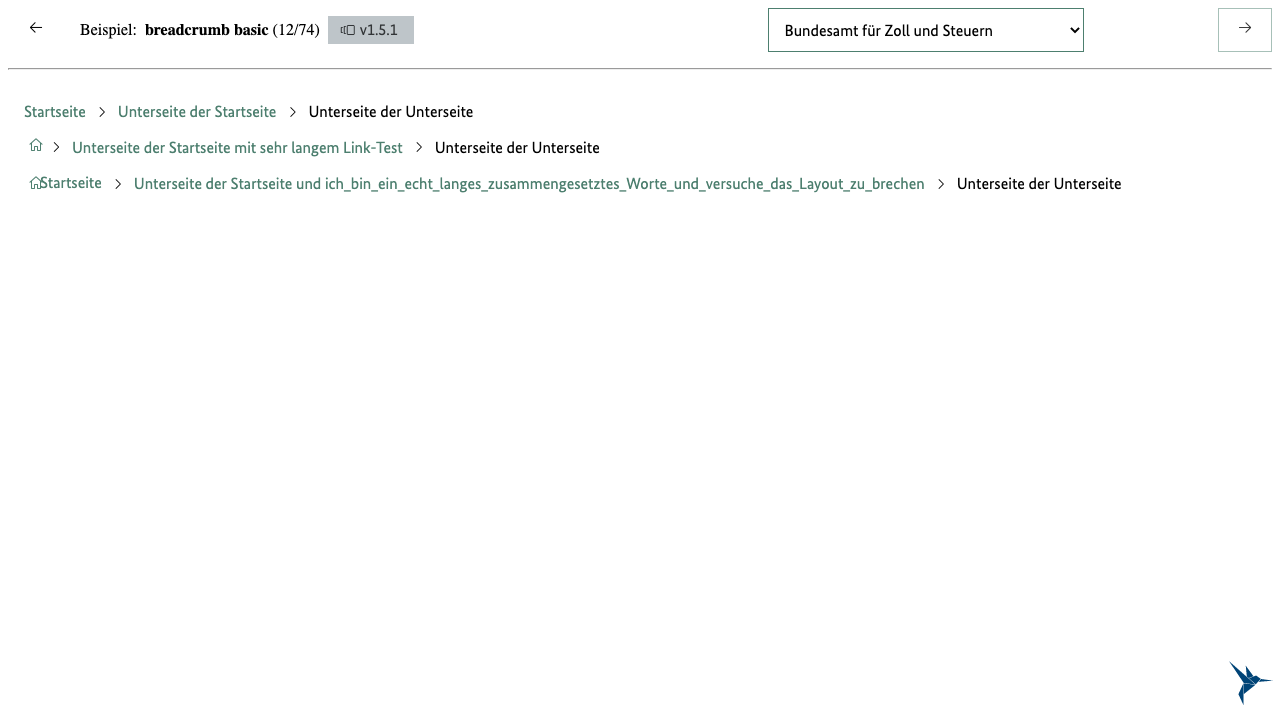 Beispiel: breadcrumb basic (12/74) v1.5.1 Bundesamt für Zoll und Steuern
Startseite Unterseite der Startseite Unterseite der Unterseite
Unterseite der Startseite mit sehr langem Link-Test Unterseite der Unterseite
Startseite Unterseite der Startseite und ich_bin_ein_echt_langes_zusammengesetztes_Worte_und_versuche_das_Layout_zu_brechen Unterseite der Unterseite